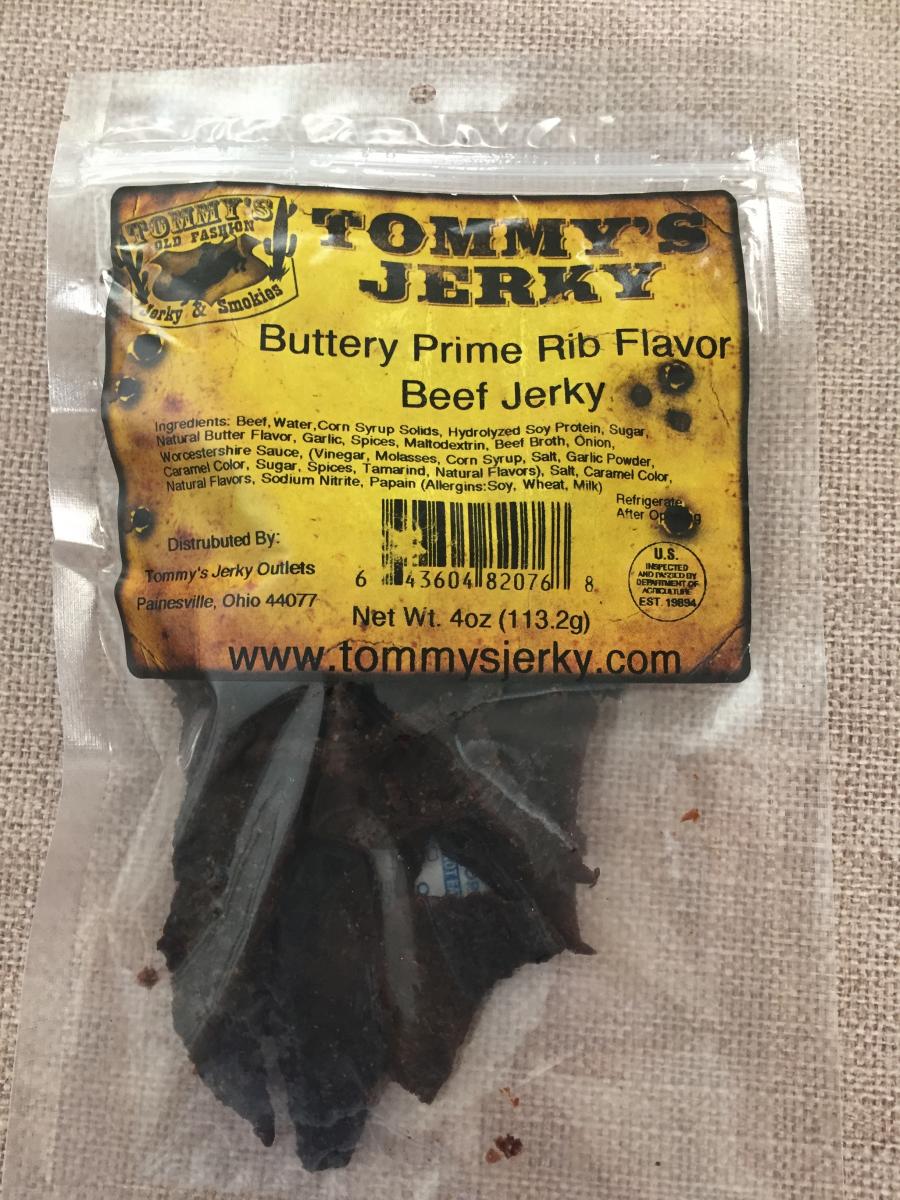 TOMMY'S
OLD FASHION
Jerky & Smokies
TOMMY'S
JERKY
Buttery Prime Rib Flavor
Beef Jerky
Ingredients: Beef, Water,Corn Syrup Solids, Hydrolyzed Soy Protein, Sugar,
Natural Butter Flavor, Garlic, Spices, Maltodextrin, Beef Broth, Onion,
Worcestershire Sauce, (Vinegar, Molasses, Corn Syrup, Salt, Garlic Powder,
Caramel Color, Sugar, Spices, Tamarind, Natural Flavors), Salt, Caramel Color,
Natural Flavors, Sodium Nitrite, Papain (Allergins:Soy, Wheat, Milk)
Refrigerate
After
Distrubuted By:
Tommy's Jerky Outlets
Painesville, Ohio 44077
6 43604 82076 8
U.S.
INSPECTED
AND PASSED BY
DEPARTMENT OF
AGRICULTURE
EST. 19894
Net Wt. 4oz (113.2g)
www.tommysjerky.com